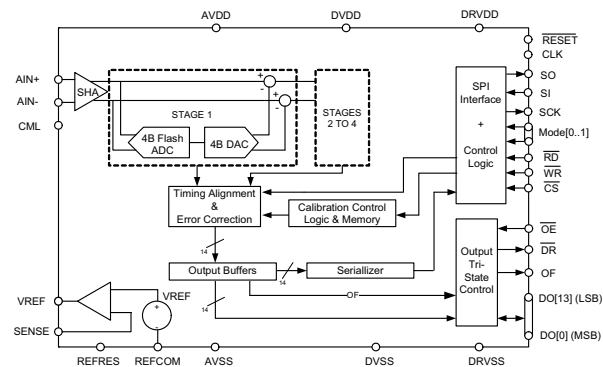 AVDD
DVDD
DRVDD
RESET
CLK
AIN+
AIN-
CML
SHA
STAGE 1
4B Flash
ADC
4B DAC
+
-
+
-
STAGES
2 TO 4
SPI
Interface
+
Control
Logic
SO
SI
SCK
Mode[0..1]
RD
WR
CS
Timing Alignment
&
Error Correction
Calibration Control
Logic & Memory
14
Output Buffers
14
Seriallizer
14
OF
Output
Tri-
State
Control
OE
DR
OF
DO[13] (LSB)
DO[0] (MSB)
VREF
SENSE
VREF
+
-
REFRES
REFCOM
AVSS
DVSS
DRVSS